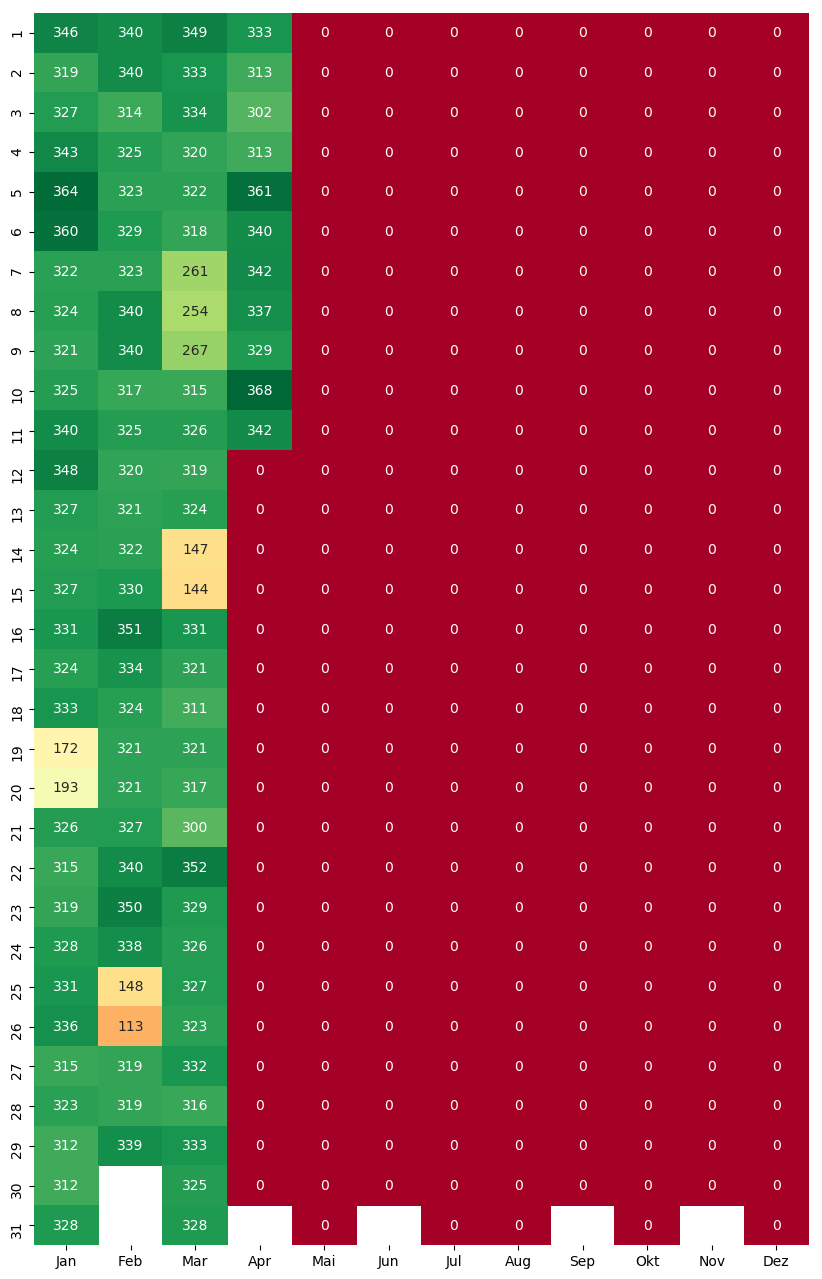 1 346 340 349 333 0 0 0 0 0 0 0 0
2 319 340 333 313 0 0 0 0 0 0 0 0
3 327 314 334 302 0 0 0 0 0 0 0 0
4 343 325 320 313 0 0 0 0 0 0 0 0
5 364 323 322 361 0 0 0 0 0 0 0 0
6 360 329 318 340 0 0 0 0 0 0 0 0
7 322 323 261 342 0 0 0 0 0 0 0 0
8 324 340 254 337 0 0 0 0 0 0 0 0
9 321 340 267 329 0 0 0 0 0 0 0 0
10 325 317 315 368 0 0 0 0 0 0 0 0
11 340 325 326 342 0 0 0 0 0 0 0 0
12 348 320 319 0 0 0 0 0 0 0 0 0
13 327 321 324 0 0 0 0 0 0 0 0 0
14 324 322 147 0 0 0 0 0 0 0 0 0
15 327 330 144 0 0 0 0 0 0 0 0 0
16 331 351 331 0 0 0 0 0 0 0 0 0
17 324 334 321 0 0 0 0 0 0 0 0 0
18 333 324 311 0 0 0 0 0 0 0 0 0
19 172 321 321 0 0 0 0 0 0 0 0 0
20 193 321 317 0 0 0 0 0 0 0 0 0
21 326 327 300 0 0 0 0 0 0 0 0 0
22 315 340 352 0 0 0 0 0 0 0 0 0
23 319 350 329 0 0 0 0 0 0 0 0 0
24 328 338 326 0 0 0 0 0 0 0 0 0
25 331 148 327 0 0 0 0 0 0 0 0 0
26 336 113 323 0 0 0 0 0 0 0 0 0
27 315 319 332 0 0 0 0 0 0 0 0 0
28 323 319 316 0 0 0 0 0 0 0 0 0
29 312 339 333 0 0 0 0 0 0 0 0 0
30 312 325 0 0 0 0 0 0 0 0 0
31 328 328 0 0 0 0 0
Jan Feb Mar Apr Mai Jun Jul Aug Sep Okt Nov Dez